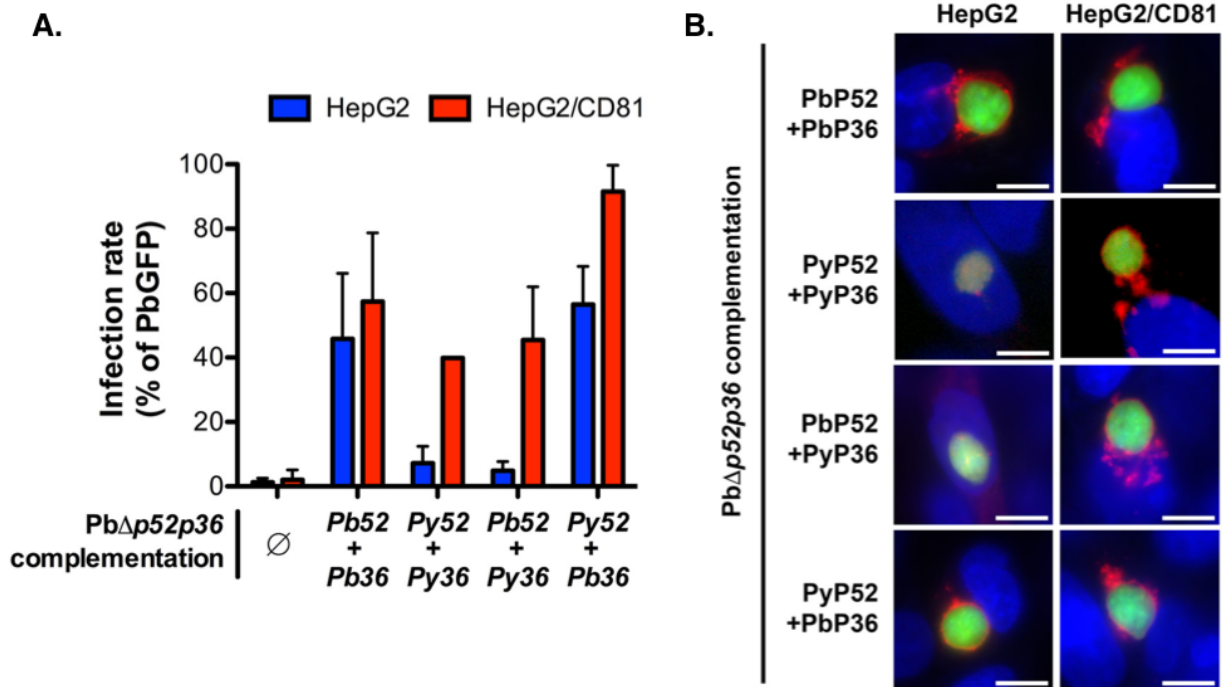 A.
HepG2 HepG2/CD81
Infection rate
(% of PbGFP)
100
80
60
40
20
0
PbΔp52p36
complementation
∅
Pb52
+
Pb36
Py52
+
Py36
Pb52
+
Py36
Py52
+
Pb36
B.
HepG2 HepG2/CD81
PbΔp52p36 complementation
PbP52
+PbP36
PyP52
+PyP36
PbP52
+PyP36
PyP52
+PbP36